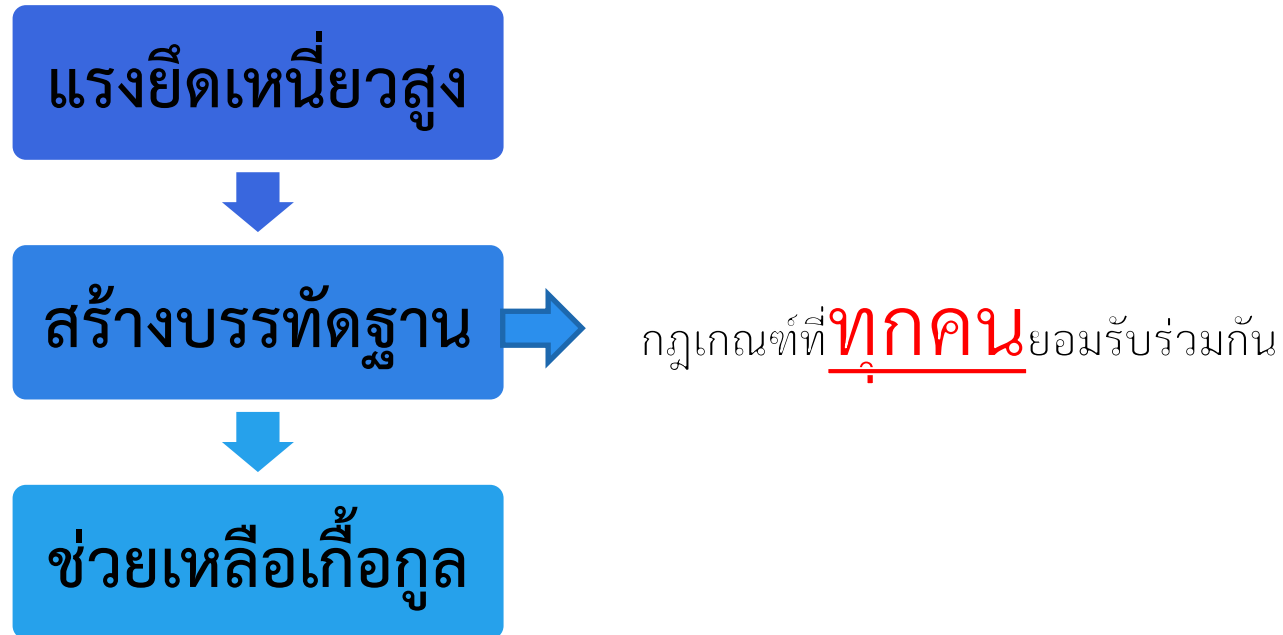 แรงยึดเหนี่ยวสูง
สร้างบรรทัดฐาน
กฎเกณฑ์ที่ทุกคนยอมรับร่วมกัน
ช่วยเหลือเกื้อกูล